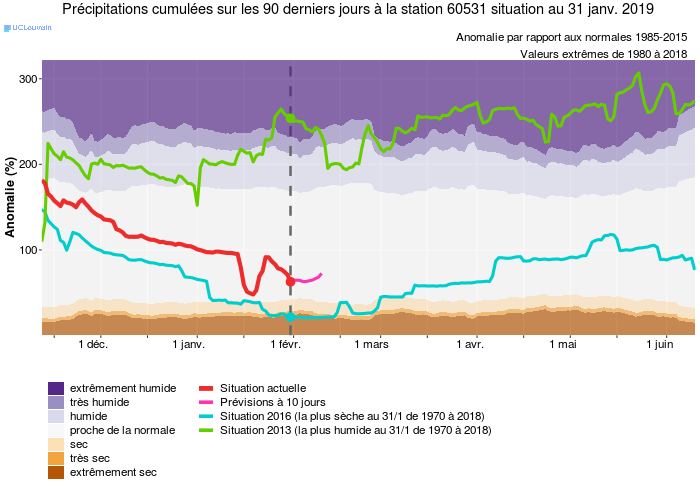 Précipitations cumulées sur les 90 derniers jours à la station 60531 situation au 31 janv. 2019
UCLouvain
Anomalie par rapport aux normales 1985-2015
Valeurs extrêmes de 1980 à 2018
Anomalie (%)
300
200
100
1 déc.
1 janv.
1 févr.
1 mars
1 avr.
1 mai
1 juin
extrêmement humide
très humide
humide
proche de la normale
sec
très sec
extrêmement sec
Situation actuelle
Prévisions à 10 jours
Situation 2016 (la plus sèche au 31/1 de 1970 à 2018)
Situation 2013 (la plus humide au 31/1 de 1970 à 2018)